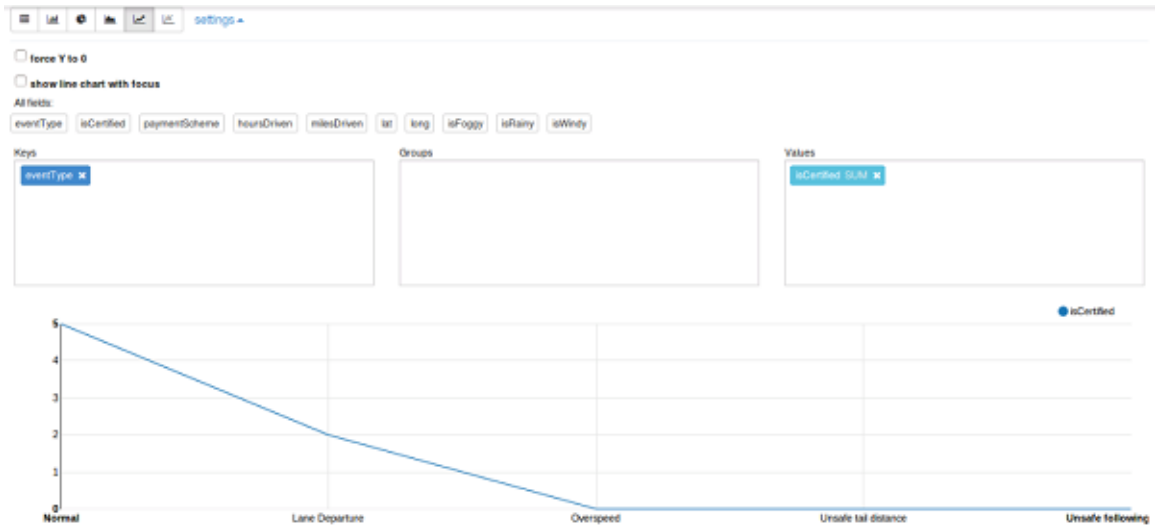 settings
force Y to 0
show line chart with focus
All fields:
eventType isCertified paymentScheme hoursDriven milesDriven lat long isFoggy isRainy isWindy
Keys Groups Values
eventType isCertified SUM
isCertified
5
4
3
2
1
0
Normal Lane Departure Overspeed Unsafe tail distance Unsafe following